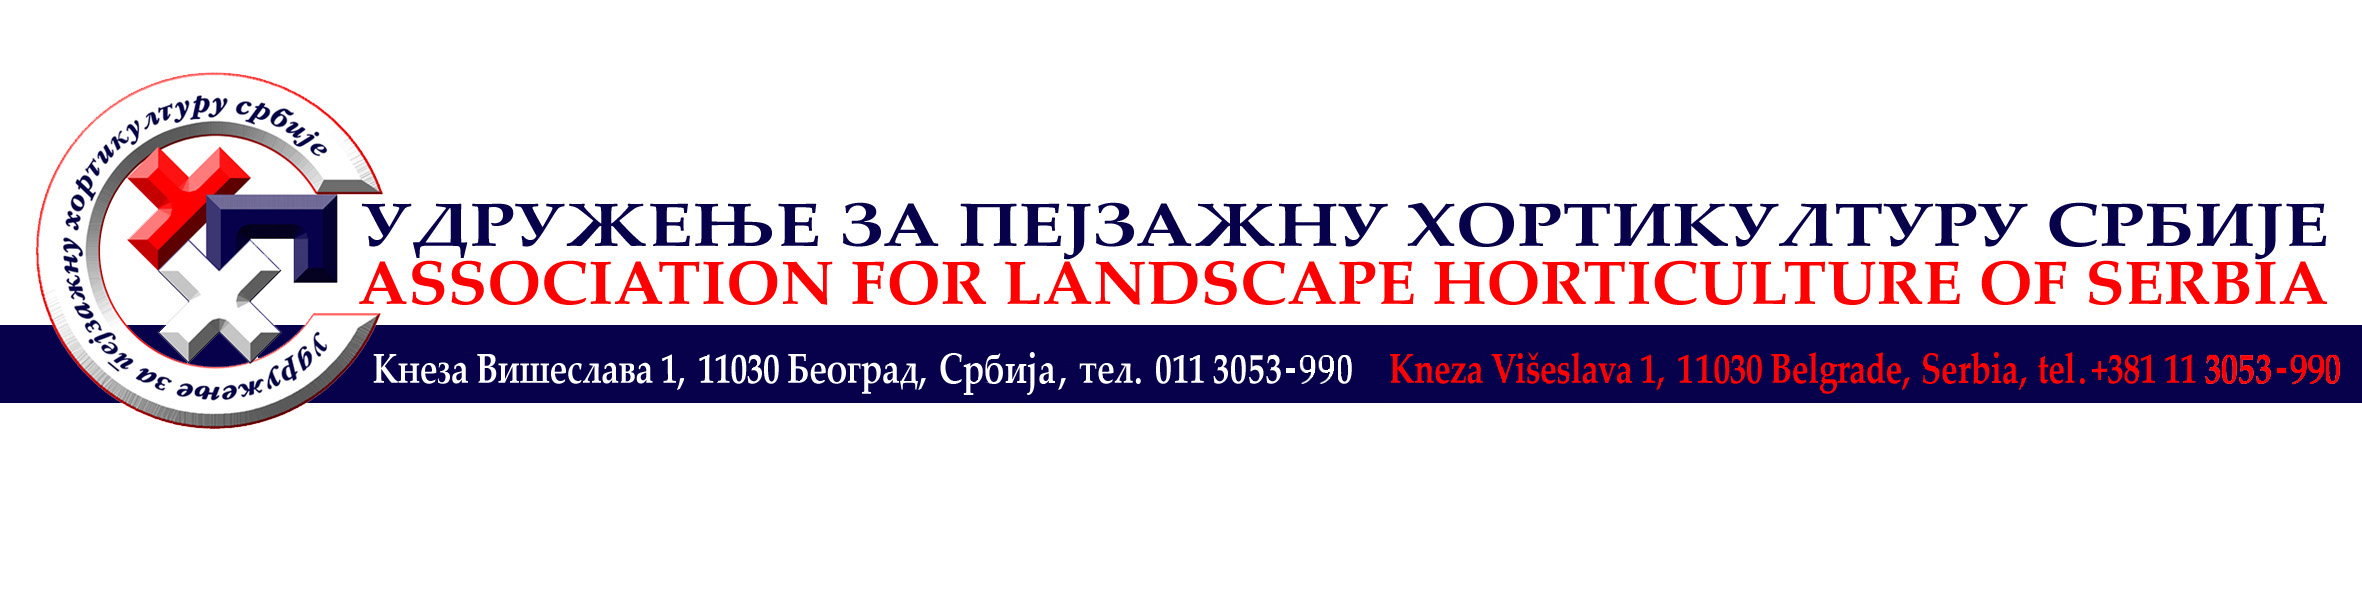 удружење за пејзажну хортикултуру србије
УДРУЖЕЊЕ ЗА ПЕЈЗАЖНУ ХОРТИКУЛТУРУ СРБИЈЕ
ASSOCIATION FOR LANDSCAPE HORTICULTURE OF SERBIA
Кнеза Вишеслава 1, 11030 Београд, Србија, тел. 011 3053-990 Kneza Višeslava 1, 11030 Belgrade, Serbia, tel.+381 11 3053-990